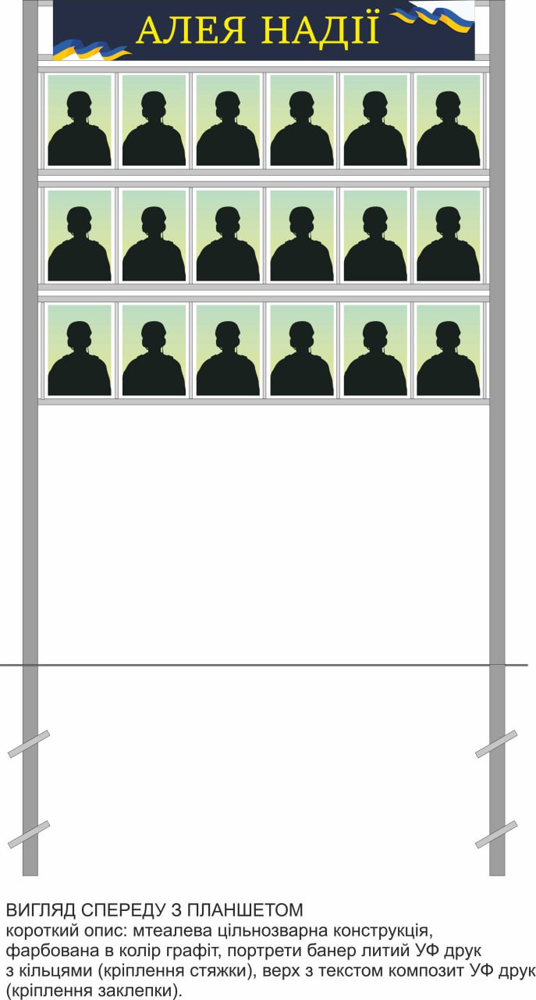 АЛЕЯ НАДІЇ
ВИГЛЯД СПЕРЕДУ З ПЛАНШЕТОМ
короткий опис: мтеалева цільнозварна конструкція,
фарбована в колір графіт, портрети банер литий УФ друк
з кільцями (кріплення стяжки), верх з текстом композит УФ друк
(кріплення заклепки).